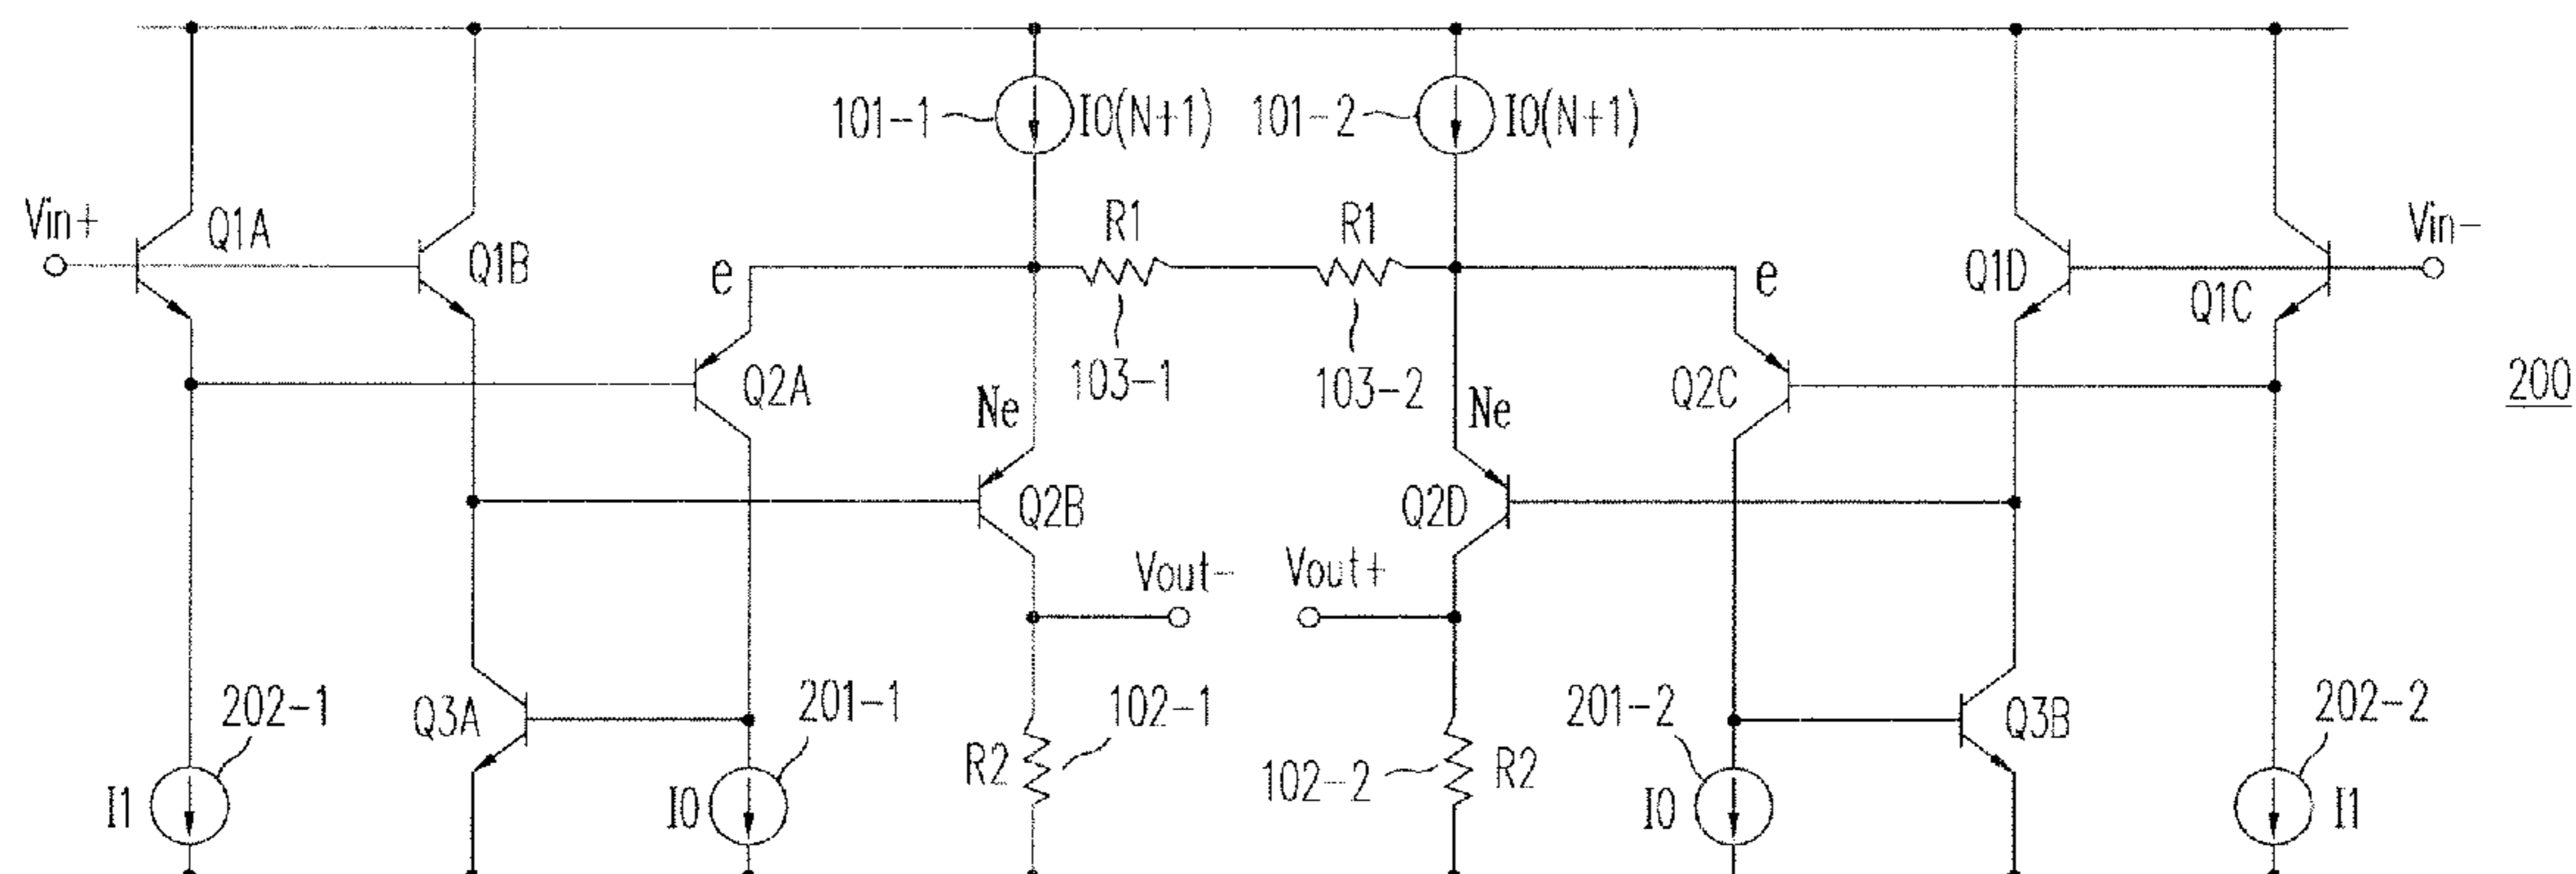 101-1
I0(N+1)
101-2
I0(N+1)
Vin+
Q1A
Q1B
e
R1
R1
e
Q1D
Q1C
Vin-
Q2A
103-1
103-2
Q2C
200
Ne
Ne
Q2B
Q2D
Vout-
Vout+
202-1
Q3A
201-1
102-1
201-2
Q3B
202-2
I1
I0
R2
102-2
R2
I0
I1